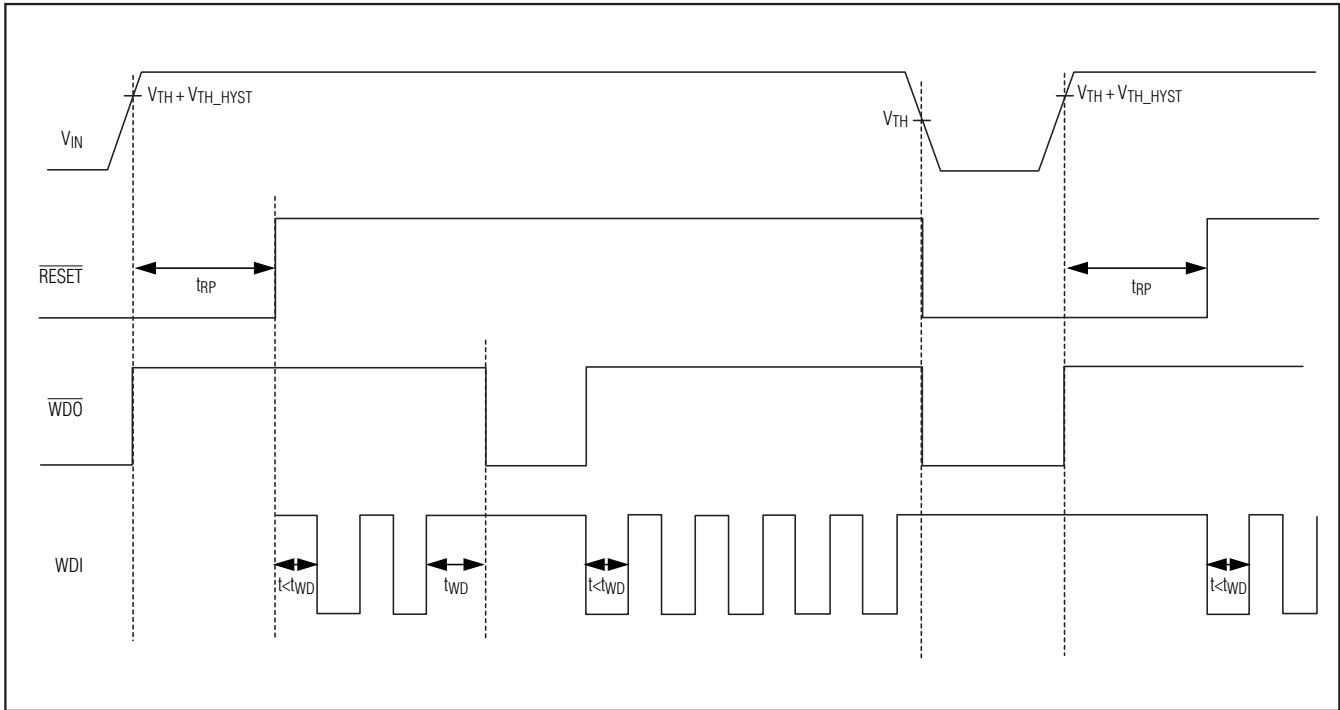 VTH + VTH_HYST
VTH
VTH + VTH_HYST
VIN
RESET
tRP
tRP
WDO
WDI
t<tWD
tWD
t<tWD
t<tWD